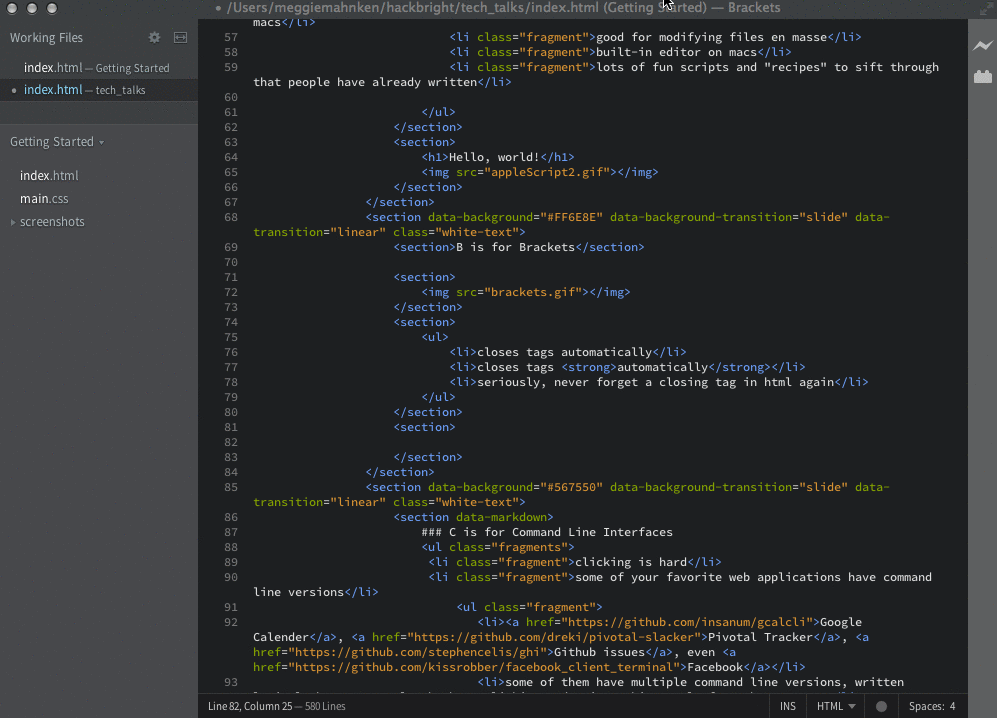 • /Users/meggiemahnken/hackbright/tech_talks/index.html (Getting Started) — Brackets
Working Files
index.html — Getting Started
• index.html — tech_talks
Getting Started
index.html
main.css
screenshots
macs</li>
57 <li class="fragment">good for modifying files en masse</li>
58 <li class="fragment">built-in editor on macs</li>
59 <li class="fragment">lots of fun scripts and "recipes" to sift through
that people have already written</li>
60
61 </ul>
62 </section>
63 <section>
64 <h1>Hello, world!</h1>
65 <img src="appleScript2.gif"></img>
66 </section>
67 </section>
68 <section data-background="#FF6E8E" data-background-transition="slide" data-
transition="linear" class="white-text">
69 <section>B is for Brackets</section>
70
71 <section>
72 <img src="brackets.gif"></img>
73 </section>
74 <section>
75 <ul>
76 <li>closes tags automatically</li>
77 <li>closes tags <strong>automatically</strong></li>
78 <li>seriously, never forget a closing tag in html again</li>
79 </ul>
80 </section>
81 <section>
82
83 </section>
84 </section>
85 <section data-background="#567550" data-background-transition="slide" data-
transition="linear" class="white-text">
86 <section data-markdown>
87 ### C is for Command Line Interfaces
88 <ul class="fragments">
89 <li class="fragment">clicking is hard</li>
90 <li class="fragment">some of your favorite web applications have command
line versions</li>
91 <ul class="fragment">
92 <li><a href="https://github.com/insanum/gcalcli">Google
Calender</a>, <a href="https://github.com/dreki/pivotal-slacker">Pivotal Tracker</a>, <a
href="https://github.com/stephencelis/ghi">Github issues</a>, even <a
href="https://github.com/kissrobber/facebook_client_terminal">Facebook</a></li>
93 <li>some of them have multiple command line versions, written
Line 82, Column 25 — 580 Lines
INS
HTML
Spaces: 4